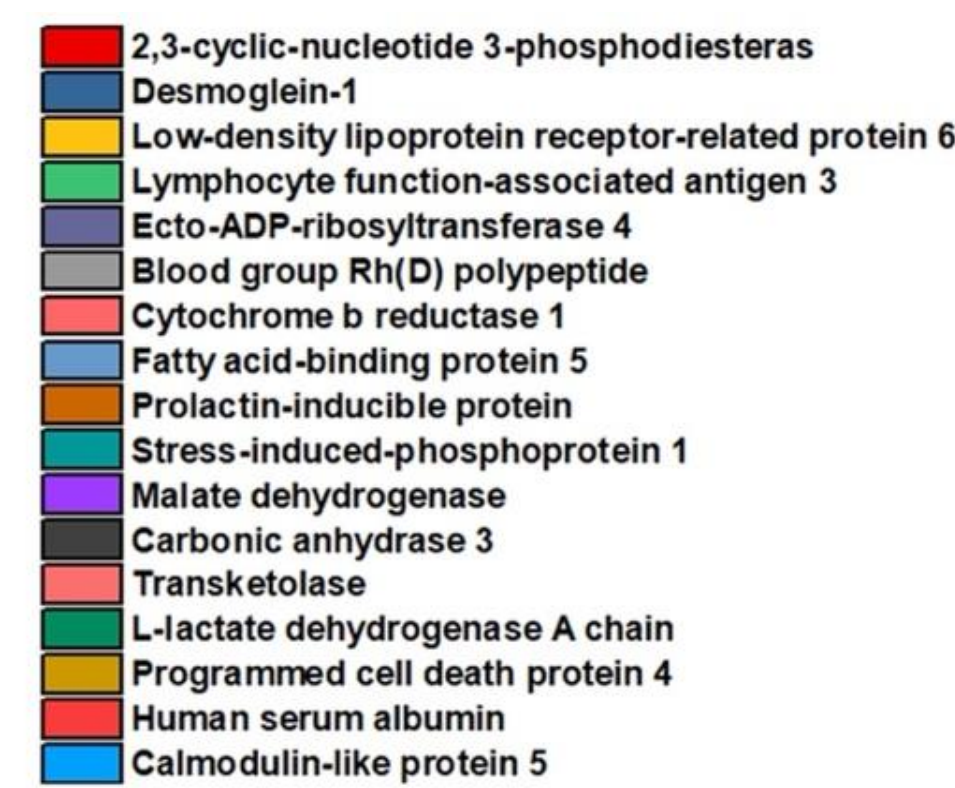 2,3-cyclic-nucleotide 3-phosphodiesteras
Desmoglein-1
Low-density lipoprotein receptor-related protein 6
Lymphocyte function-associated antigen 3
Ecto-ADP-ribosyltransferase 4
Blood group Rh(D) polypeptide
Cytochrome b reductase 1
Fatty acid-binding protein 5
Prolactin-inducible protein
Stress-induced-phosphoprotein 1
Malate dehydrogenase
Carbonic anhydrase 3
Transketolase
L-lactate dehydrogenase A chain
Programmed cell death protein 4
Human serum albumin
Calmodulin-like protein 5